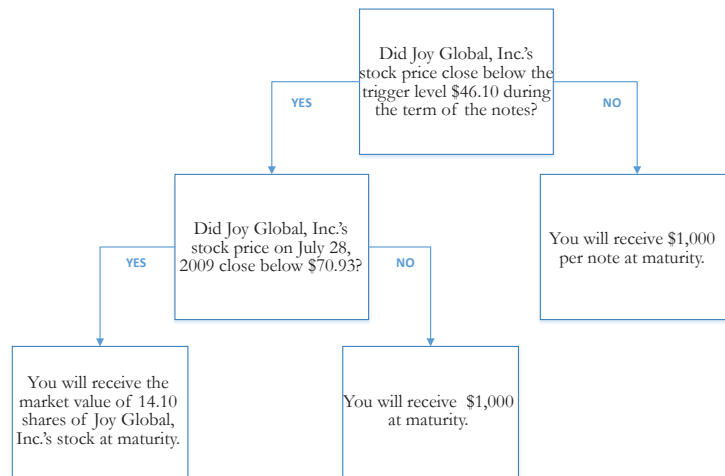 Did Joy Global, Inc.'s
stock price close below the
trigger level $46.10 during
the term of the notes?
YES
NO
Did Joy Global, Inc.'s
stock price on July 28,
2009 close below $70.93?
You will receive $1,000
per note at maturity.
YES
NO
You will receive the
market value of 14.10
shares of Joy Global,
Inc.'s stock at maturity.
You will receive $1,000
at maturity.